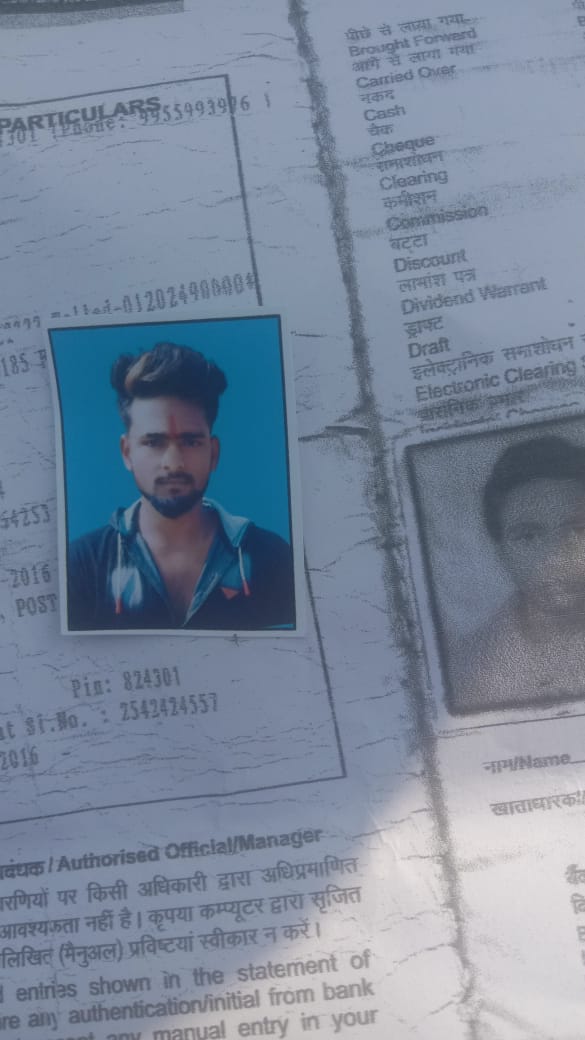 PARTICULARS
301 (Phone: 9955993976 )
185
54253
2016
, POST
Pin: 824301
Sl.No. : 2542424557
2016
/ Authorised Official/Manager
पर किसी अधिकारी द्वारा अधिप्रमाणित
आवश्यकता नहीं है। कृपया कम्प्यूटर द्वारा सृजित
लिखित (मैनुअल) प्रविष्टियां स्वीकार न करें।
entries shown in the statement of
any authentication/initial from bank
any manual entry in your
पीछे से लाया गया
Brought Forward
आगे से लाया गया
Carried Over
नकद
Cash
चैक
Cheque
समाशोधन
Clearing
कमीशन
Commission
बट्टा
Discount
लाभांश पत्र
Dividend Warrant
ड्राफ्ट
Draft
इलेक्ट्रानिक समाशोधन
Electronic Clearing
नाम/Name